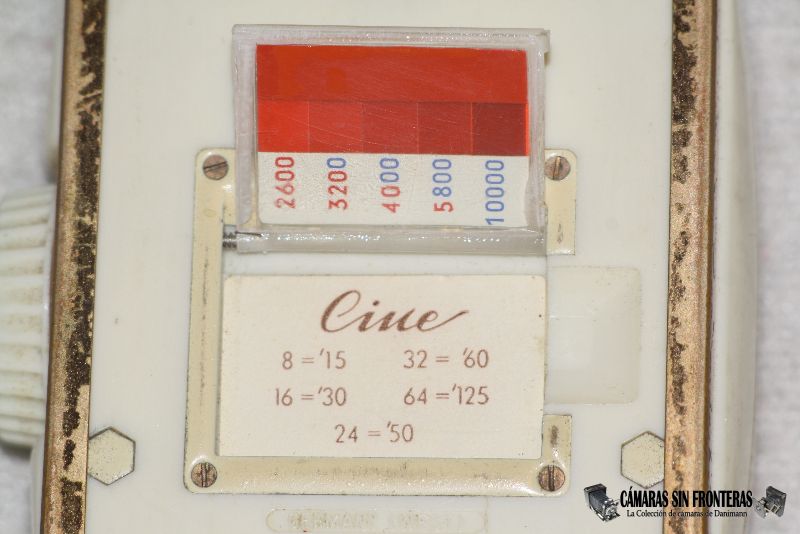 2600 3200 4000 5800 10000
Cine
8 = '15 32 = '60
16 = '30 64 = '125
24 = '50
CÁMARAS SIN FRONTERAS
La Colección de cámaras de Danimann